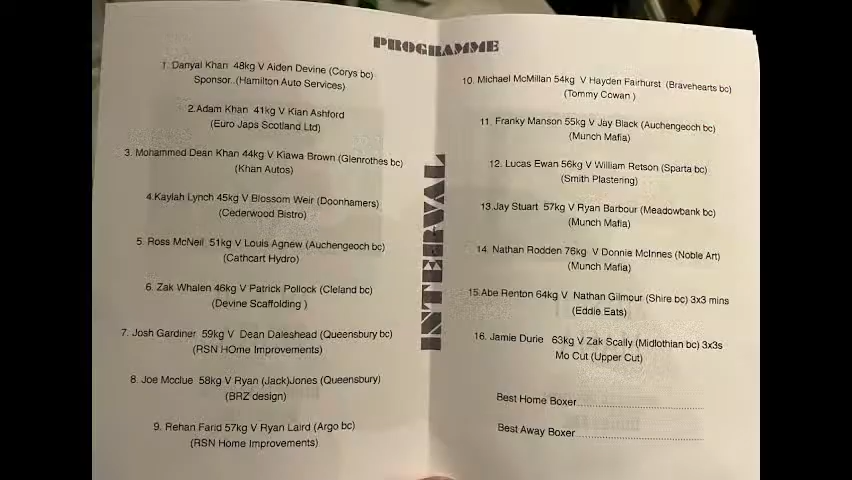 PROGRAMME
1. Danyal Khan 48kg V Aiden Devine (Corys bc)
Sponsor..(Hamilton Auto Services)
2.Adam Khan 41kg V Kian Ashford
(Euro Japs Scotland Ltd)
3. Mohammed Dean Khan 44kg V Kiawa Brown (Glenrothes bc)
(Khan Autos)
4.Kaylah Lynch 45kg V Blossom Weir (Doonhamers)
(Cederwood Bistro)
5. Ross McNeil 51kg V Louis Agnew (Auchengeoch bc)
(Cathcart Hydro)
6. Zak Whalen 46kg V Patrick Pollock (Cleland bc)
(Devine Scaffolding )
7. Josh Gardiner 59kg V Dean Daleshead (Queensbury bc)
(RSN HOme Improvements)
8. Joe Mcclue 58kg V Ryan (Jack)Jones (Queensbury)
(BRZ design)
9. Rehan Farid 57kg V Ryan Laird (Argo bc)
(RSN Home Improvements)
INTERVAL
10. Michael McMillan 54kg V Hayden Fairhurst (Bravehearts bc)
(Tommy Cowan )
11. Franky Manson 55kg V Jay Black (Auchengeoch bc)
(Munch Mafia)
12. Lucas Ewan 56kg V William Retson (Sparta bc)
(Smith Plastering)
13.Jay Stuart 57kg V Ryan Barbour (Meadowbank bc)
(Munch Mafia)
14. Nathan Rodden 76kg V Donnie McInnes (Noble Art)
(Munch Mafia)
15.Abe Renton 64kg V Nathan Gilmour (Shire bc) 3x3 mins
(Eddie Eats)
16. Jamie Durie 63kg V Zak Scally (Midlothian bc) 3x3s
Mo Cut (Upper Cut)
Best Home Boxer..............................
Best Away Boxer..............................